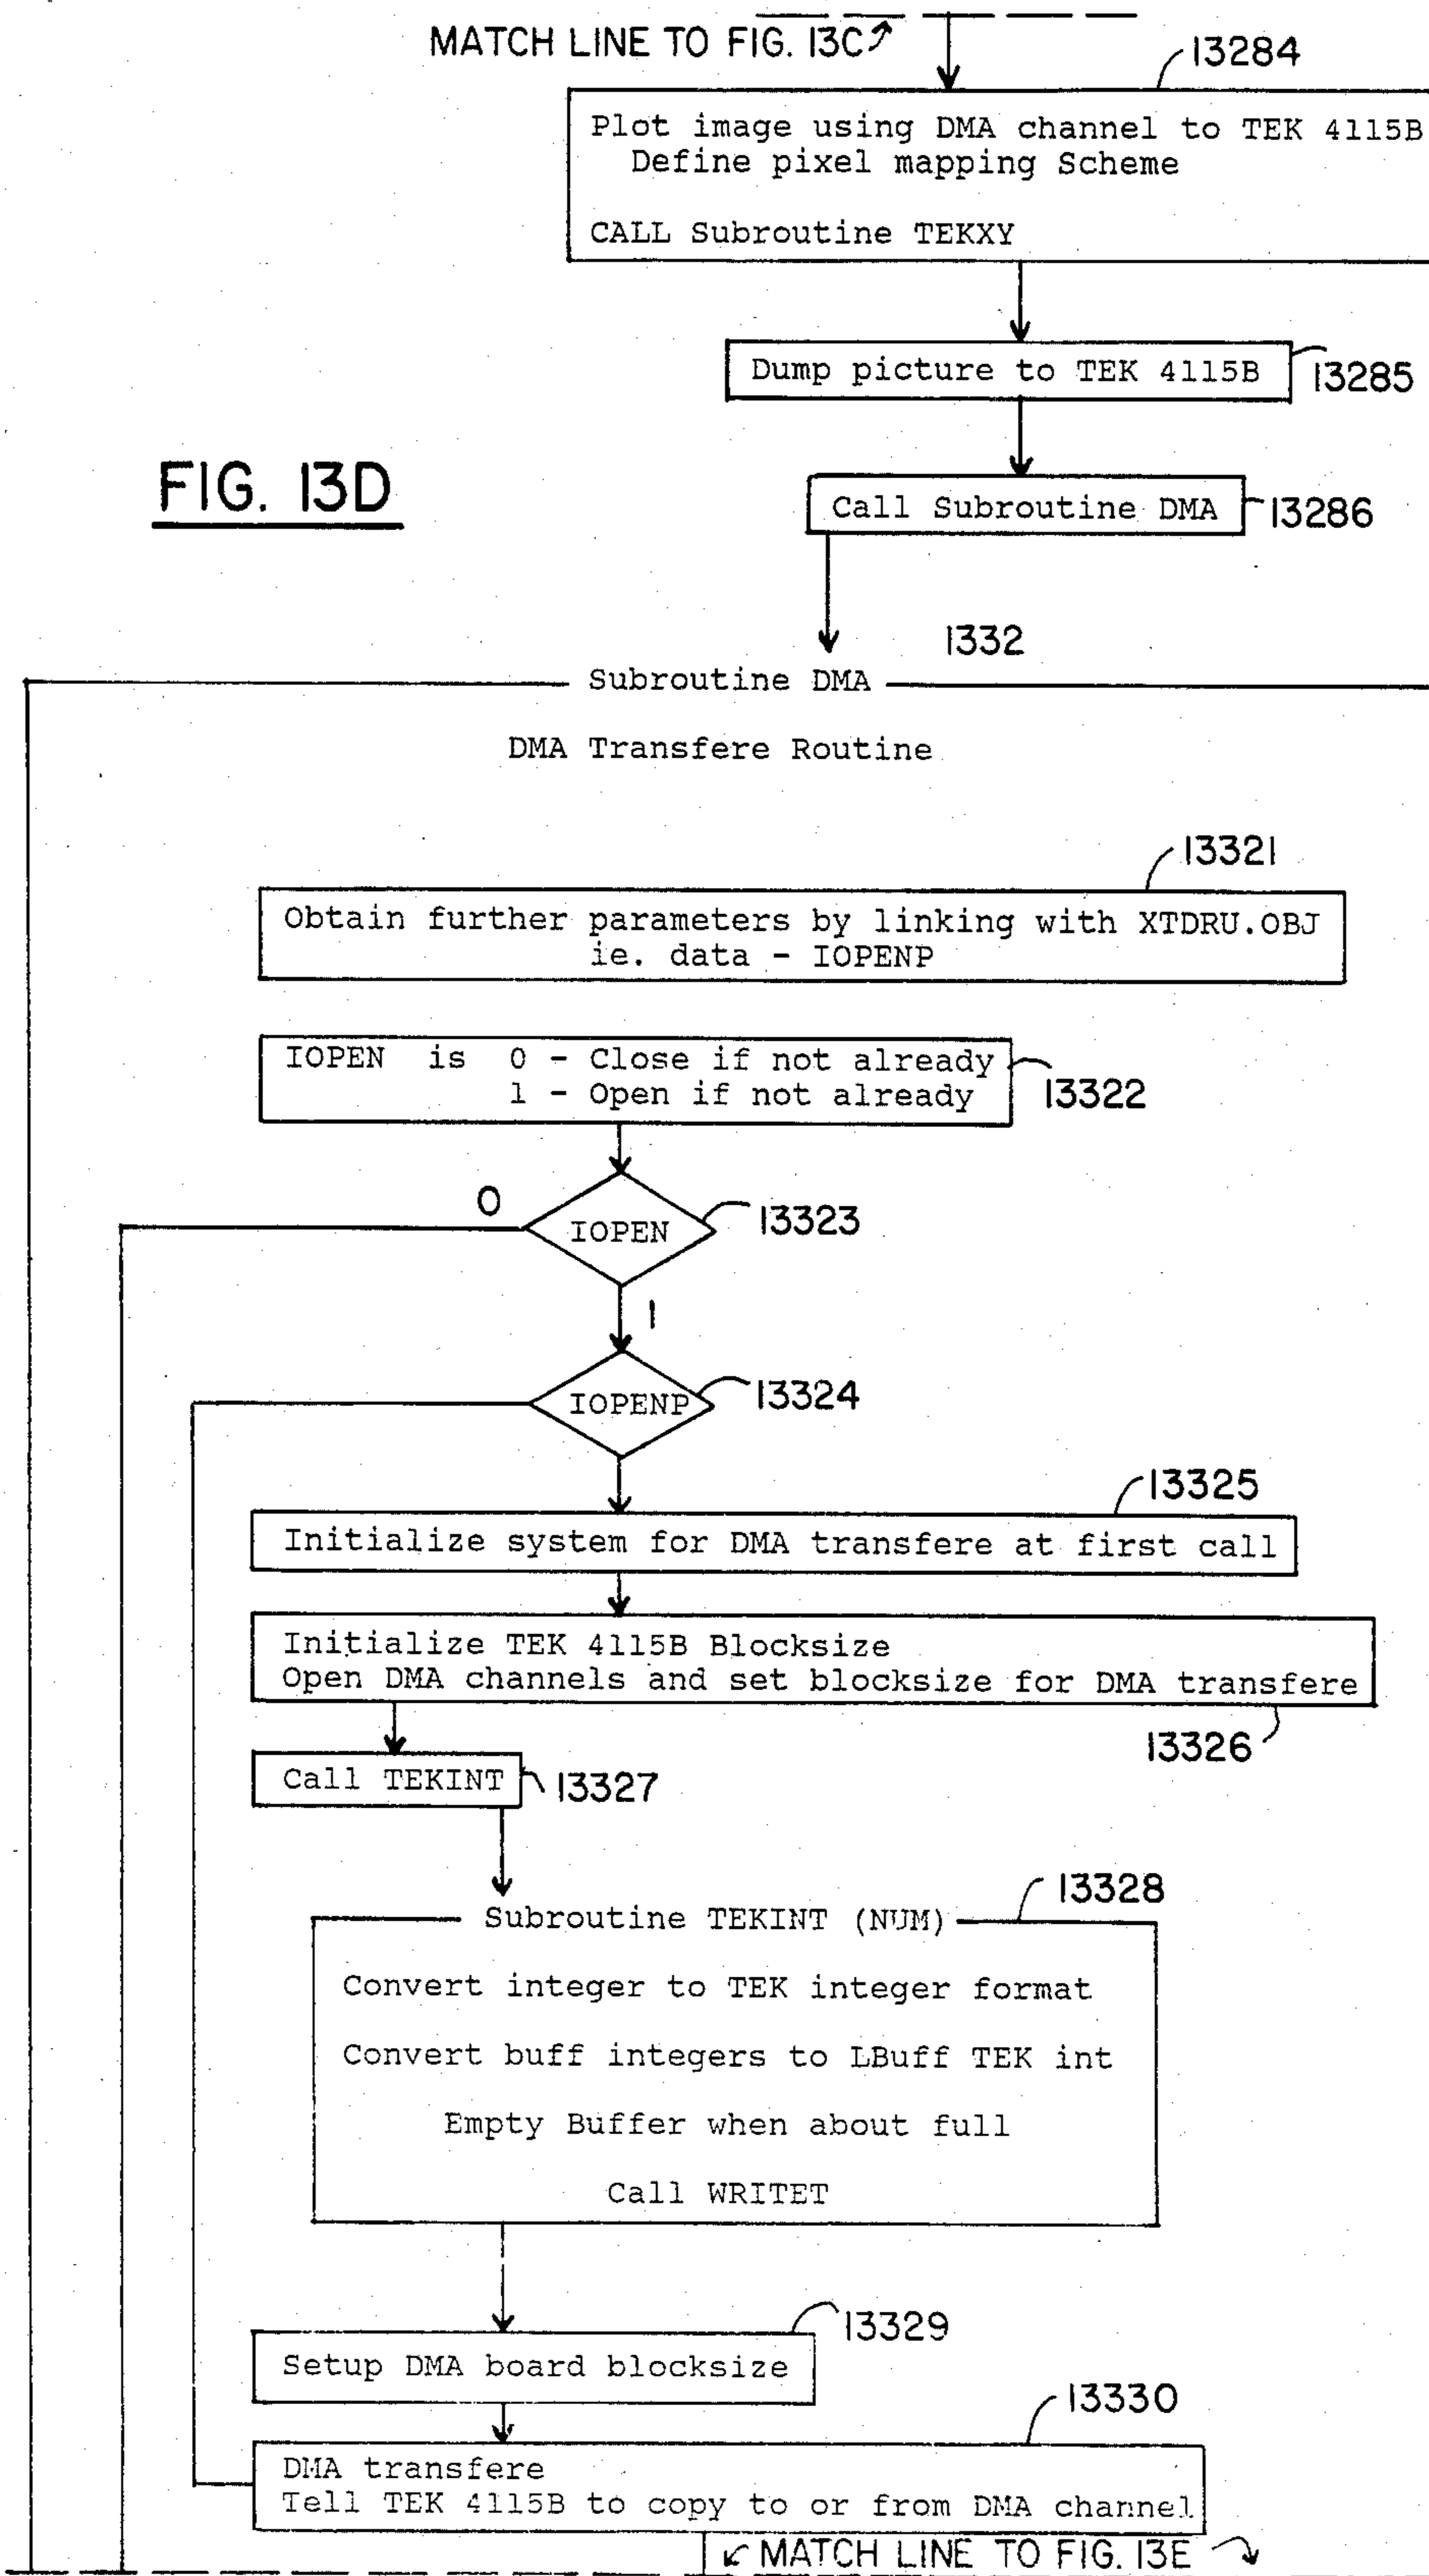 MATCH LINE TO FIG. 13C
13284
Plot image using DMA channel to TEK 4115B
Define pixel mapping Scheme
CALL Subroutine TEKXY
Dump picture to TEK 4115B
13285
FIG. 13D
Call Subroutine DMA
13286
1332
Subroutine DMA
DMA Transfere Routine
13321
Obtain further parameters by linking with XTDRU.OBJ
ie. data - IOPENP
IOPEN is 0 - Close if not already
1 - Open if not already
13322
0
IOPEN
13323
1
IOPENP
13324
13325
Initialize system for DMA transfere at first call
Initialize TEK 4115B Blocksize
Open DMA channels and set blocksize for DMA transfere
13326
Call TEKINT
13327
13328
Subroutine TEKINT (NUM)
Convert integer to TEK integer format
Convert buff integers to LBuff TEK int
Empty Buffer when about full
Call WRITET
13329
Setup DMA board blocksize
13330
DMA transfere
Tell TEK 4115B to copy to or from DMA channel
MATCH LINE TO FIG. 13E